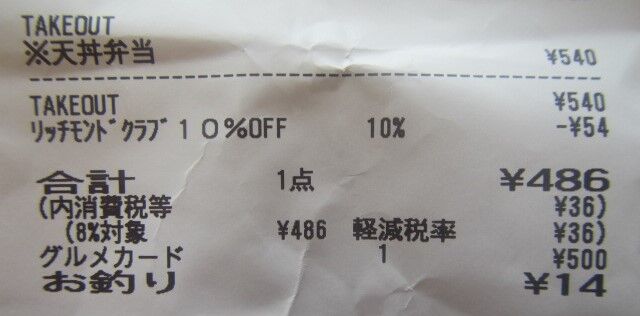 TAKEOUT
※天丼弁当 ¥540
TAKEOUT ¥540
ﾘｯﾁﾓﾝﾄﾞｸﾗﾌﾞ１０%OFF 10% -¥54
合計 1点 ¥486
(内消費税等 ¥36)
(8%対象 ¥486 軽減税率 ¥36)
グルメカード 1 ¥500
お釣り ¥14